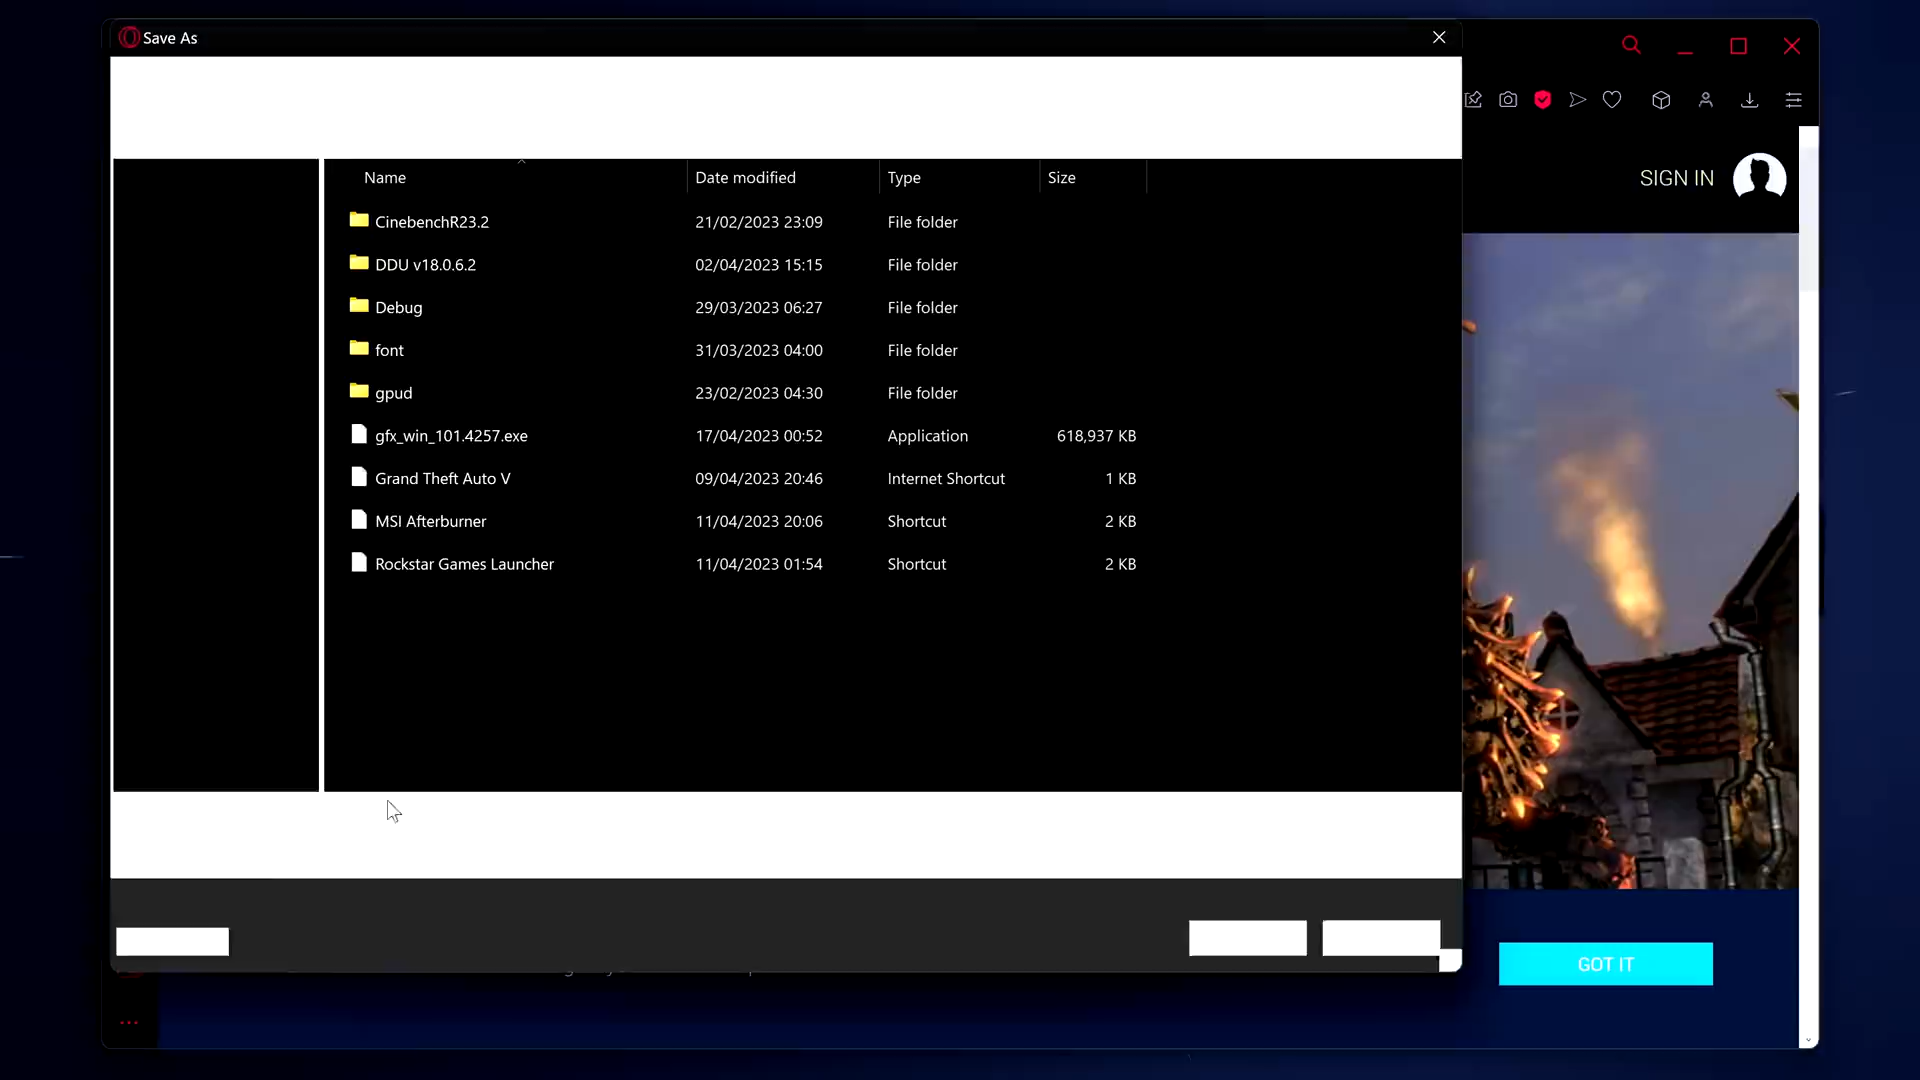 Save As
SIGN IN
Name Date modified Type Size
CinebenchR23.2 21/02/2023 23:09 File folder
DDU v18.0.6.2 02/04/2023 15:15 File folder
Debug 29/03/2023 06:27 File folder
font 31/03/2023 04:00 File folder
gpud 23/02/2023 04:30 File folder
gfx_win_101.4257.exe 17/04/2023 00:52 Application 618,937 KB
Grand Theft Auto V 09/04/2023 20:46 Internet Shortcut 1 KB
MSI Afterburner 11/04/2023 20:06 Shortcut 2 KB
Rockstar Games Launcher 11/04/2023 01:54 Shortcut 2 KB
GOT IT